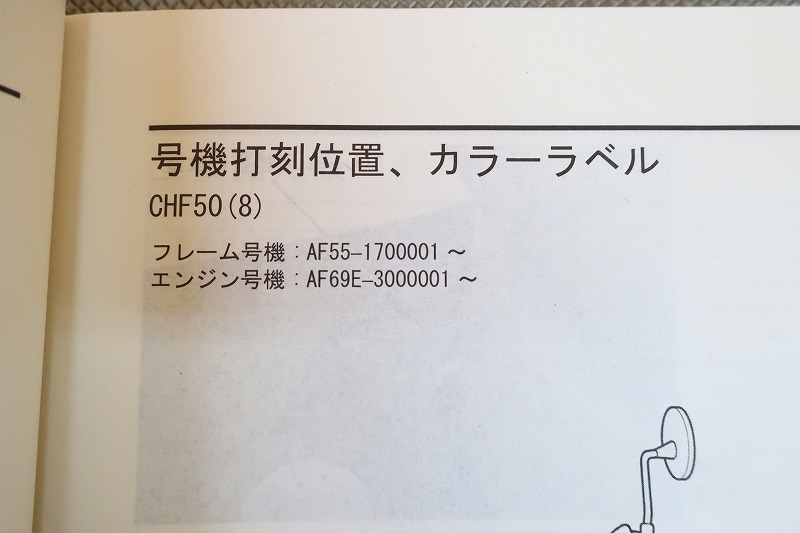 号機打刻位置、カラーラベル
CHF50(8)
フレーム号機：AF55-1700001～
エンジン号機：AF69E-3000001～